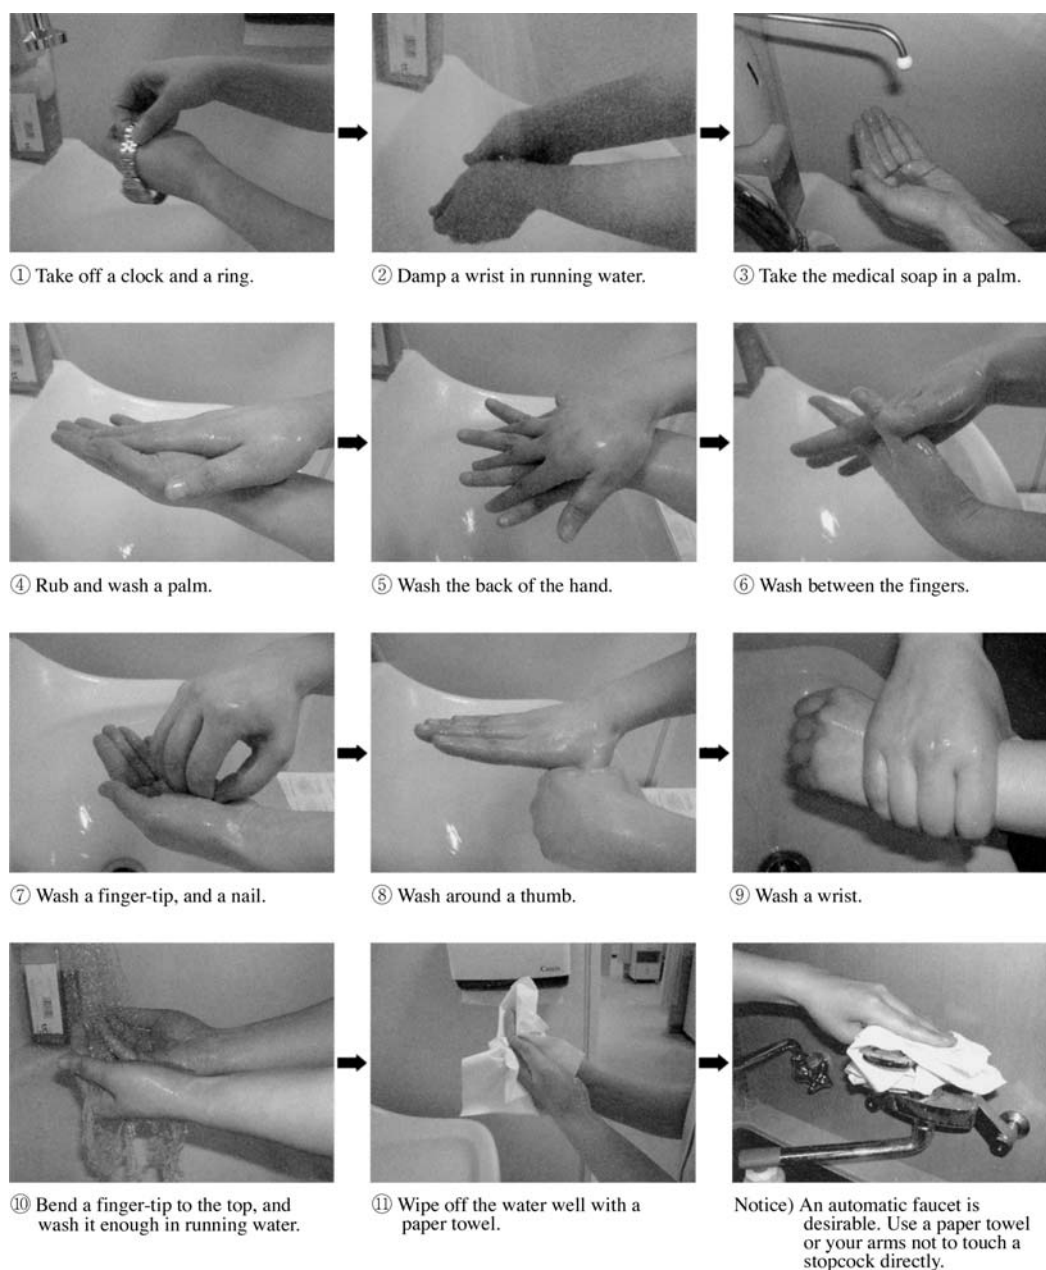 ① Take off a clock and a ring.
② Damp a wrist in running water.
③ Take the medical soap in a palm.
④ Rub and wash a palm.
⑤ Wash the back of the hand.
⑥ Wash between the fingers.
⑦ Wash a finger-tip, and a nail.
⑧ Wash around a thumb.
⑨ Wash a wrist.
⑩ Bend a finger-tip to the top, and
wash it enough in running water.
⑪ Wipe off the water well with a
paper towel.
Notice) An automatic faucet is
desirable. Use a paper towel
or your arms not to touch a
stopcock directly.